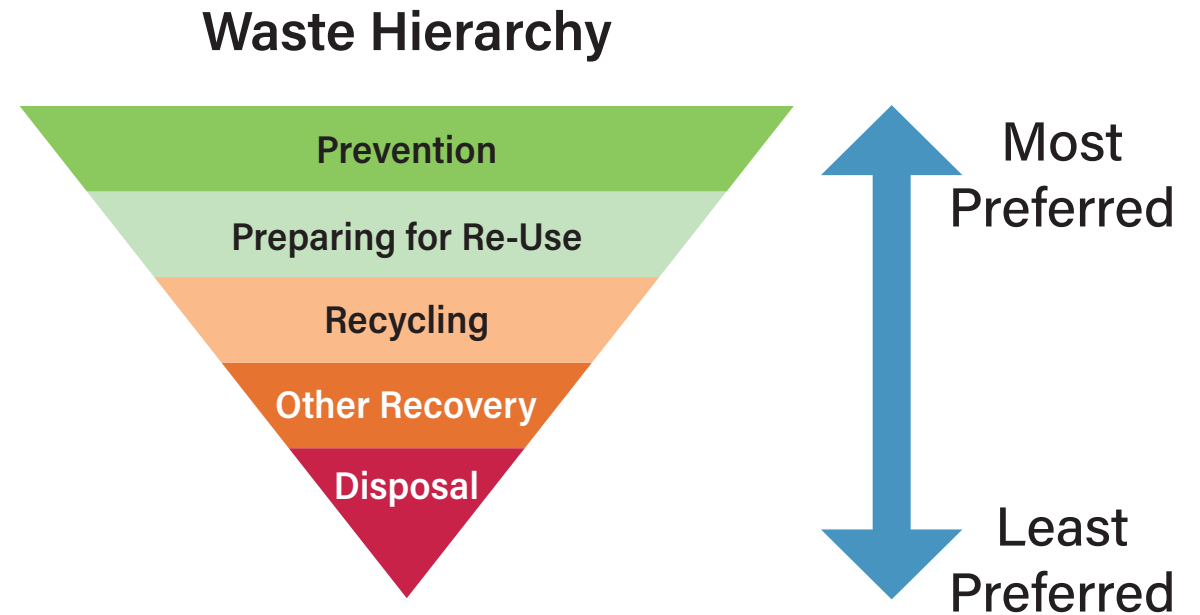 Waste Hierarchy
Prevention
Preparing for Re-Use
Recycling
Other Recovery
Disposal
Most
Preferred
Least
Preferred